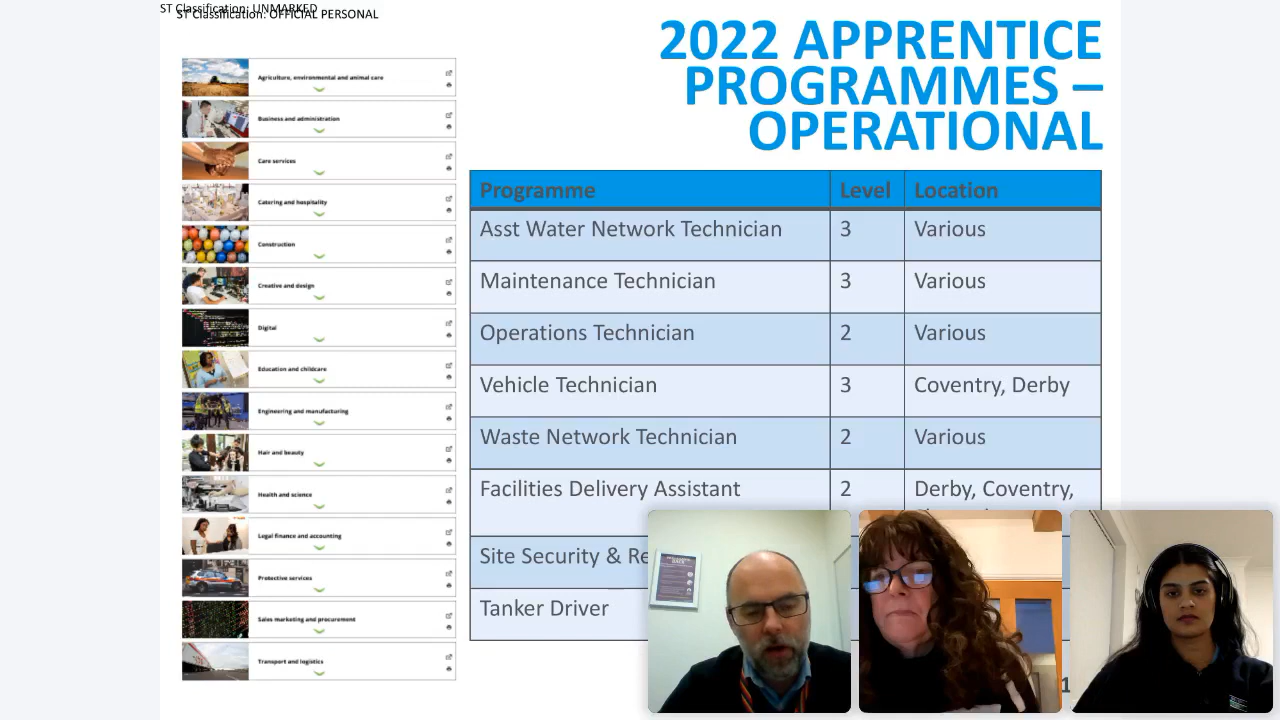 ST Classification: UNMARKED
ST Classification: OFFICIAL PERSONAL
2022 APPRENTICE
PROGRAMMES –
OPERATIONAL
Agriculture, environmental and animal care
Business and administration
Care services
Catering and hospitality
Construction
Creative and design
Digital
Education and childcare
Engineering and manufacturing
Hair and beauty
Health and science
Legal finance and accounting
Protective services
Sales marketing and procurement
Transport and logistics
Programme Level Location
Asst Water Network Technician 3 Various
Maintenance Technician 3 Various
Operations Technician 2 Various
Vehicle Technician 3 Coventry, Derby
Waste Network Technician 2 Various
Facilities Delivery Assistant 2 Derby, Coventry,
Site Security &
Tanker Driver